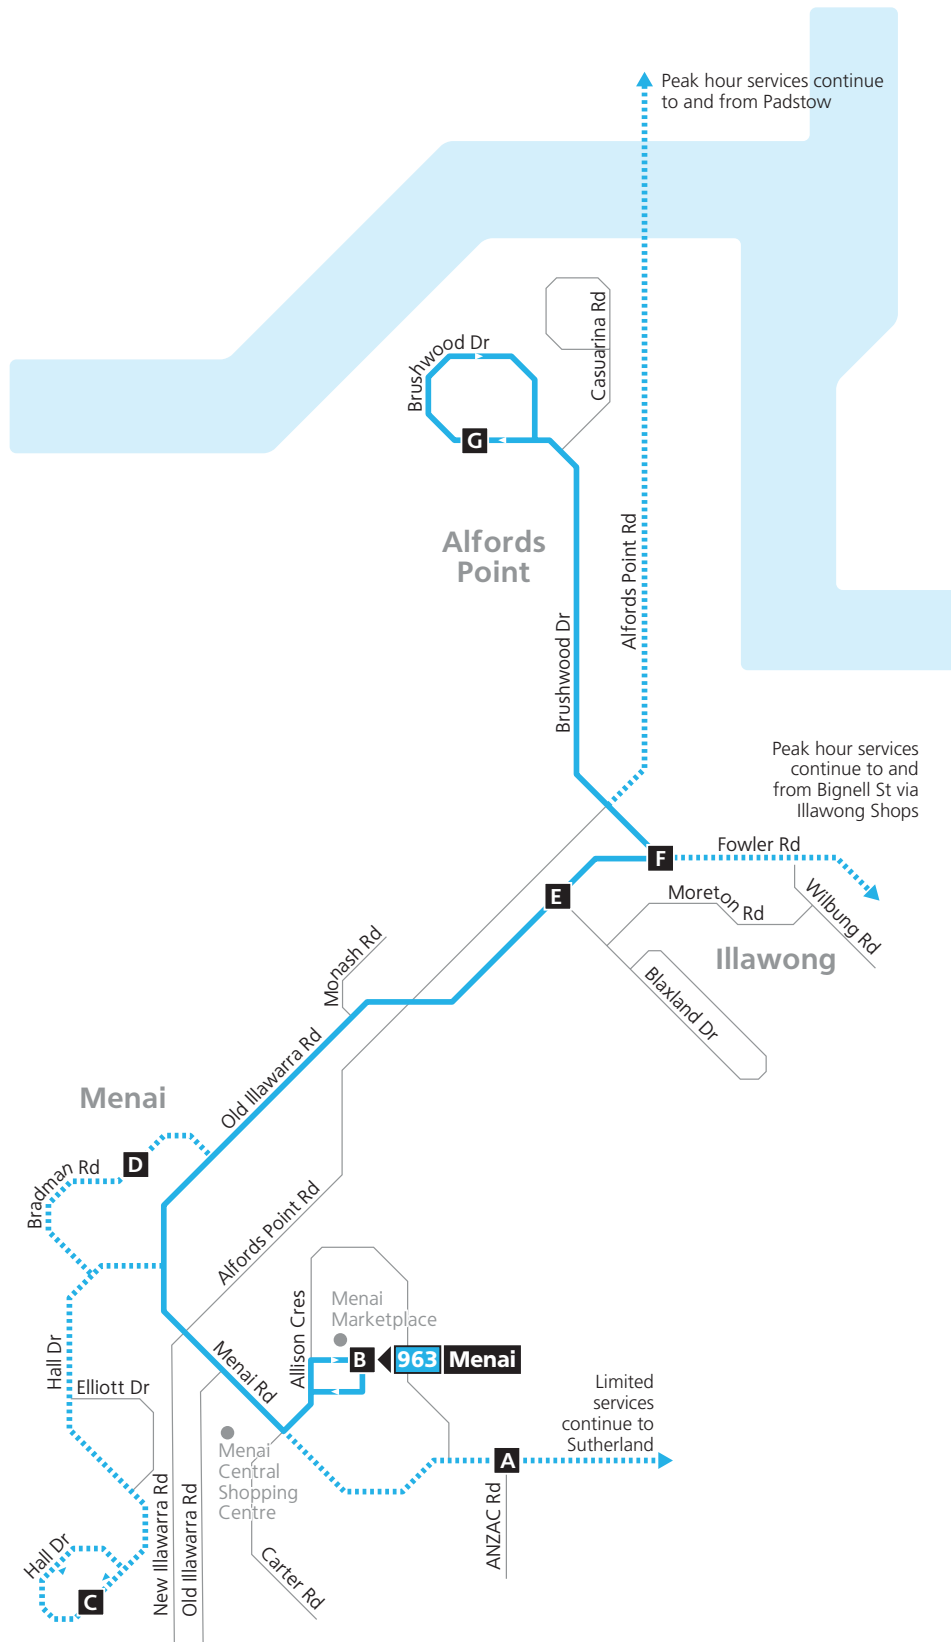 Peak hour services continue
to and from Padstow
Casuarina Rd
Brushwood Dr
G
Alfords
Point
Alfords Point Rd
Brushwood Dr
Peak hour services
continue to and
from Bignell St via
Illawong Shops
F
Fowler Rd
E
Moreton Rd
Wilbung Rd
Illawong
Monash Rd
Blaxland Dr
Old Illawarra Rd
Menai
D
Bradman Rd
Alfords Point Rd
Allison Cres
Menai
Marketplace
Hall Dr
Menai Rd
B
963 Menai
Elliott Dr
Limited
services
continue to
Sutherland
Menai
Central
Shopping
Centre
A
New Illawarra Rd
Old Illawarra Rd
ANZAC Rd
Hall Dr
Carter Rd
C